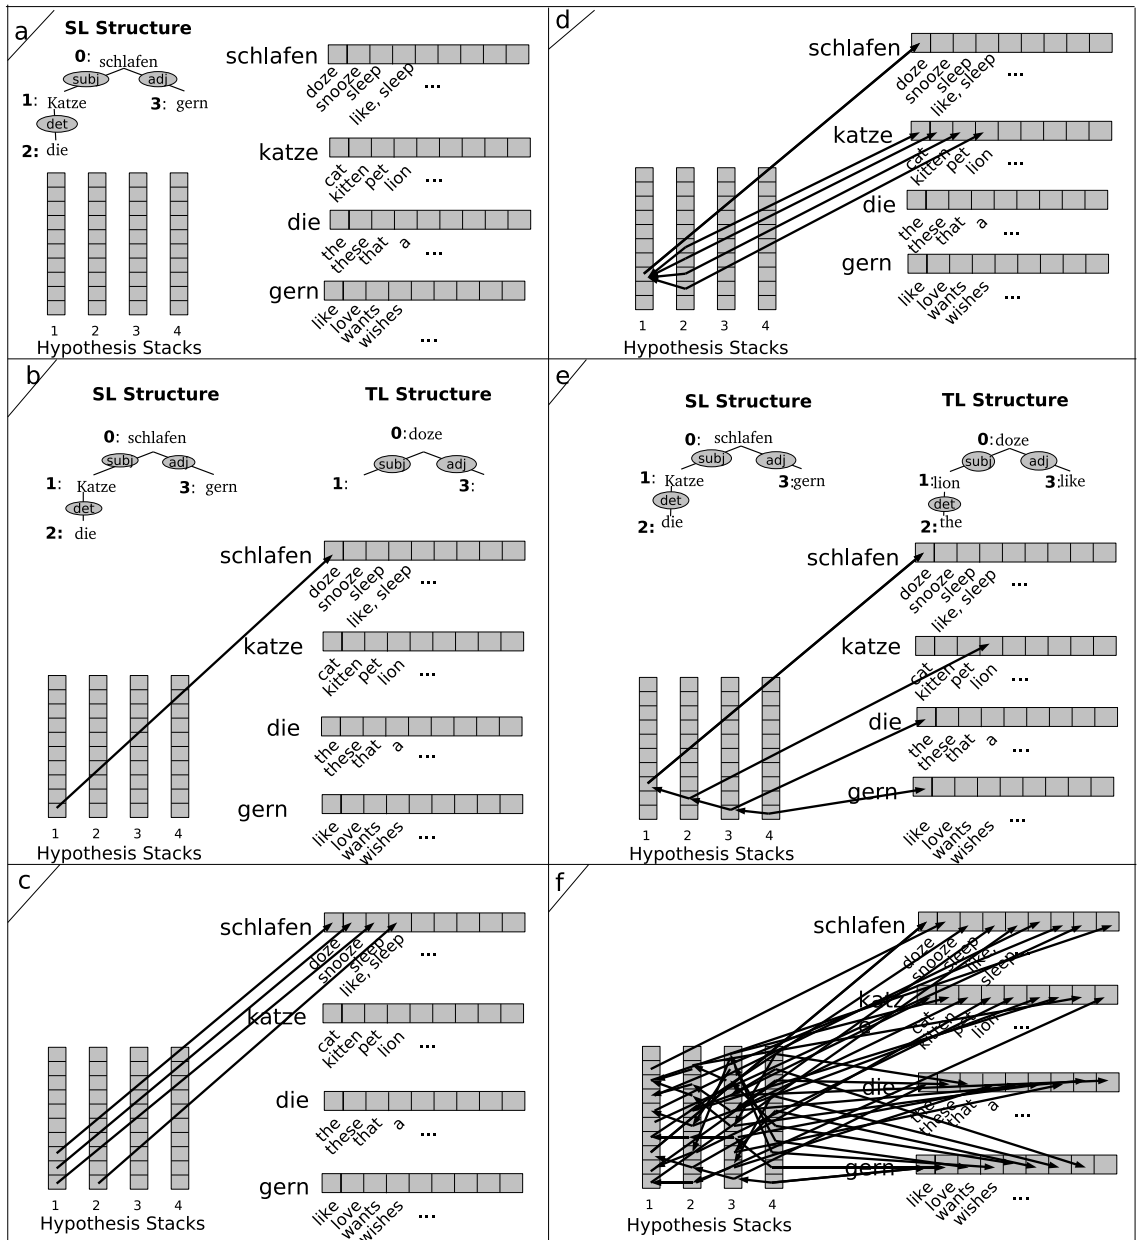 a
SL Structure
0: schlafen
subj adj
1: Katze 3: gern
det
2: die
schlafen
doze snooze sleep like, sleep ...
katze
cat kitten pet lion ...
die
the these that a ...
gern
like love wants wishes ...
1 2 3 4
Hypothesis Stacks
b
SL Structure TL Structure
0: schlafen 0:doze
subj adj subj adj
1: Katze 3: gern 1: 3:
det
2: die
schlafen
doze snooze sleep like, sleep ...
katze
cat kitten pet lion ...
die
the these that a ...
gern
like love wants wishes ...
1 2 3 4
Hypothesis Stacks
c
schlafen
doze snooze sleep like, sleep ...
katze
cat kitten pet lion ...
die
the these that a ...
gern
like love wants wishes ...
1 2 3 4
Hypothesis Stacks
d
schlafen
doze snooze sleep like, sleep ...
katze
cat kitten pet lion ...
die
the these that a ...
gern
like love wants wishes ...
1 2 3 4
Hypothesis Stacks
e
SL Structure TL Structure
0: schlafen 0:doze
subj adj subj adj
1: Katze 3:gern 1:lion 3:like
det det
2: die 2:the
schlafen
doze snooze sleep like, sleep ...
katze
cat kitten pet lion ...
die
the these that a ...
gern
like love wants wishes ...
1 2 3 4
Hypothesis Stacks
f
schlafen
doze snooze sleep like, sleep...
katz
e
cat kitten pet lion ...
die
the these that a ...
gern
like love wants wishes ...
1 2 3 4
Hypothesis Stacks